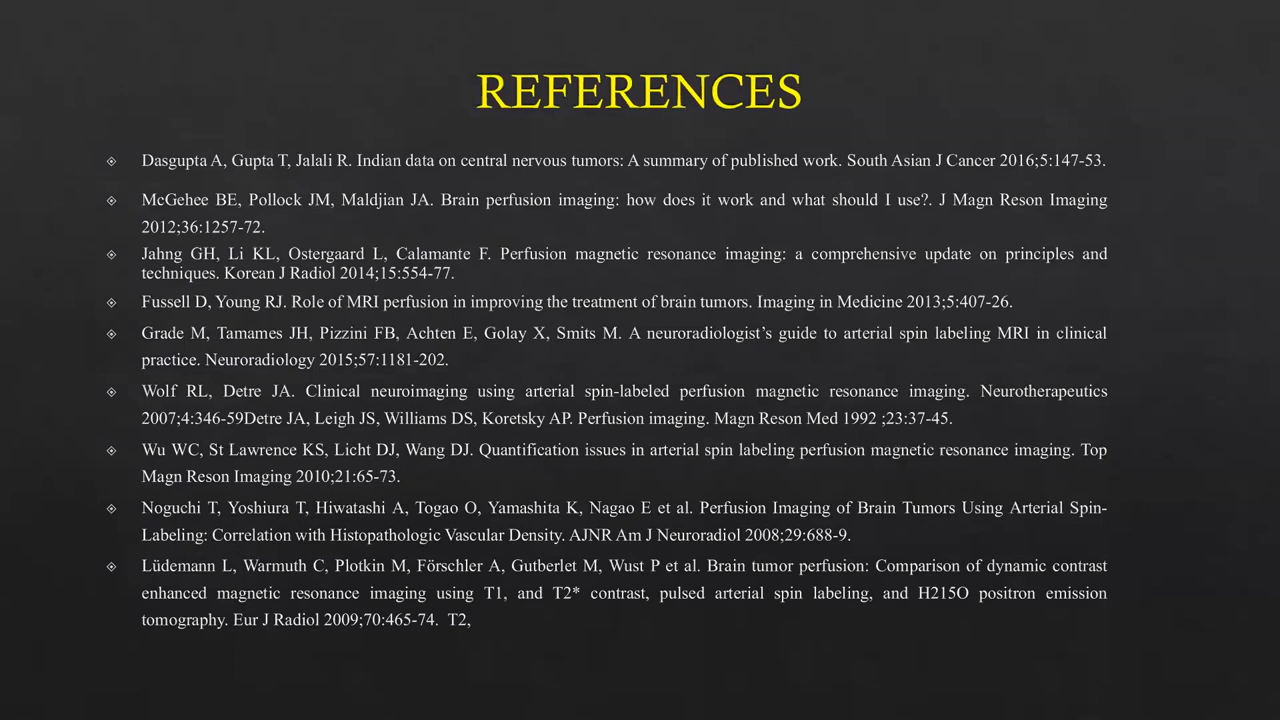 REFERENCES
Dasgupta A, Gupta T, Jalali R. Indian data on central nervous tumors: A summary of published work. South Asian J Cancer 2016;5:147-53.
McGehee BE, Pollock JM, Maldjian JA. Brain perfusion imaging: how does it work and what should I use?. J Magn Reson Imaging
2012;36:1257-72.
Jahng GH, Li KL, Ostergaard L, Calamante F. Perfusion magnetic resonance imaging: a comprehensive update on principles and
techniques. Korean J Radiol 2014;15:554-77.
Fussell D, Young RJ. Role of MRI perfusion in improving the treatment of brain tumors. Imaging in Medicine 2013;5:407-26.
Grade M, Tamames JH, Pizzini FB, Achten E, Golay X, Smits M. A neuroradiologist’s guide to arterial spin labeling MRI in clinical
practice. Neuroradiology 2015;57:1181-202.
Wolf RL, Detre JA. Clinical neuroimaging using arterial spin-labeled perfusion magnetic resonance imaging. Neurotherapeutics
2007;4:346-59Detre JA, Leigh JS, Williams DS, Koretsky AP. Perfusion imaging. Magn Reson Med 1992 ;23:37-45.
Wu WC, St Lawrence KS, Licht DJ, Wang DJ. Quantification issues in arterial spin labeling perfusion magnetic resonance imaging. Top
Magn Reson Imaging 2010;21:65-73.
Noguchi T, Yoshiura T, Hiwatashi A, Togao O, Yamashita K, Nagao E et al. Perfusion Imaging of Brain Tumors Using Arterial Spin-
Labeling: Correlation with Histopathologic Vascular Density. AJNR Am J Neuroradiol 2008;29:688-9.
Lüdemann L, Warmuth C, Plotkin M, Förschler A, Gutberlet M, Wust P et al. Brain tumor perfusion: Comparison of dynamic contrast
enhanced magnetic resonance imaging using T1, and T2* contrast, pulsed arterial spin labeling, and H215O positron emission
tomography. Eur J Radiol 2009;70:465-74. T2,